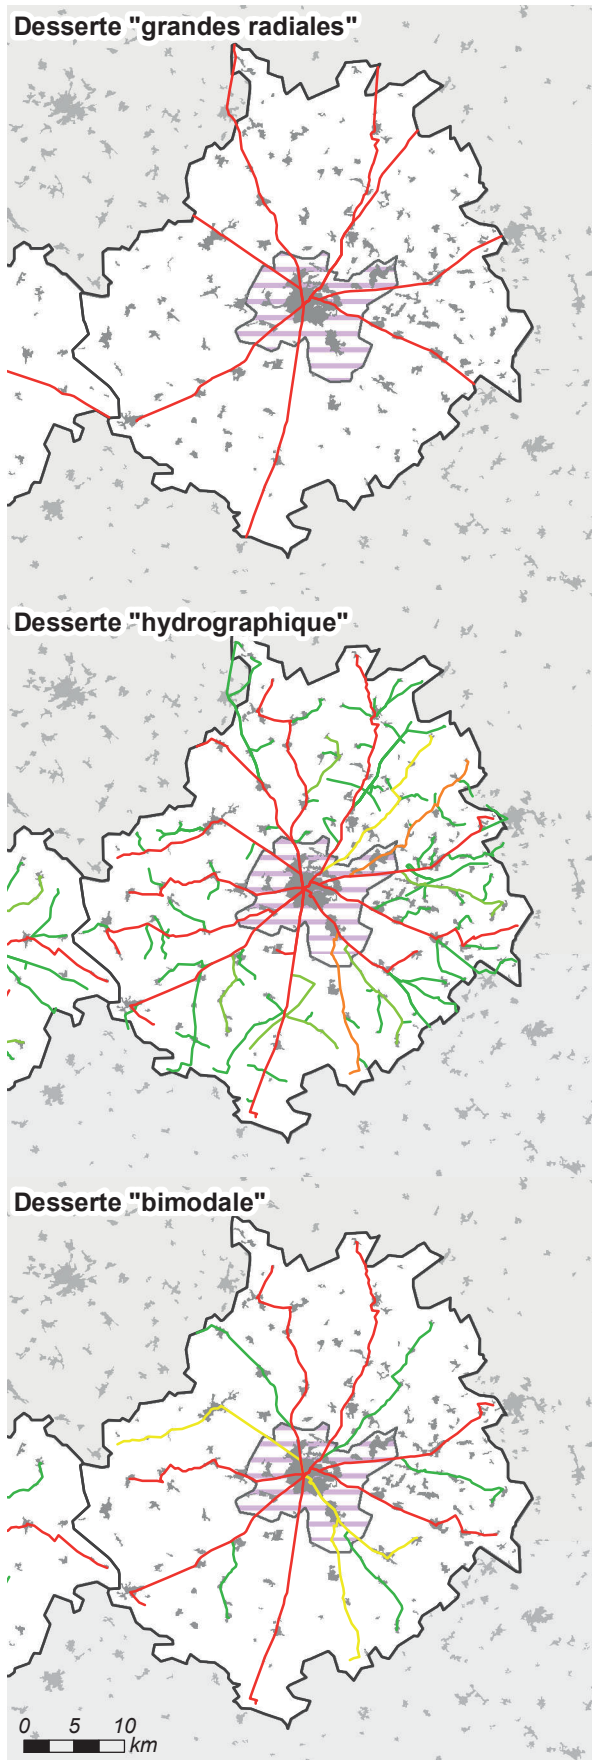 Desserte "grandes radiales"
Desserte "hydrographique"
Desserte "bimodale"
0 5 10
km